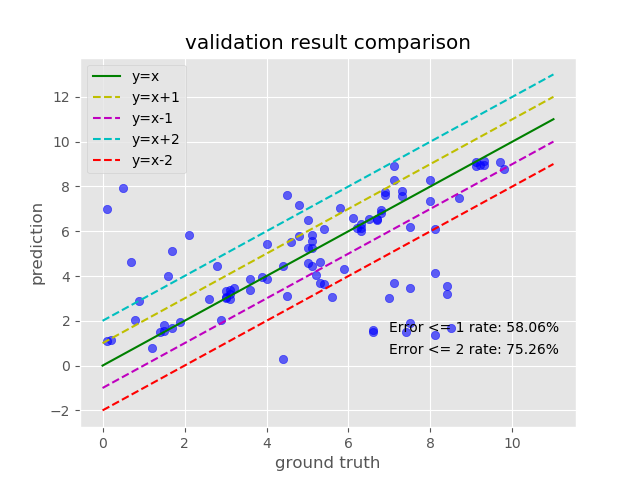 validation result comparison
y=x
y=x+1
y=x-1
y=x+2
y=x-2
12
10
8
6
4
2
0
−2
prediction
Error <= 1 rate: 58.06%
Error <= 2 rate: 75.26%
0 2 4 6 8 10
ground truth